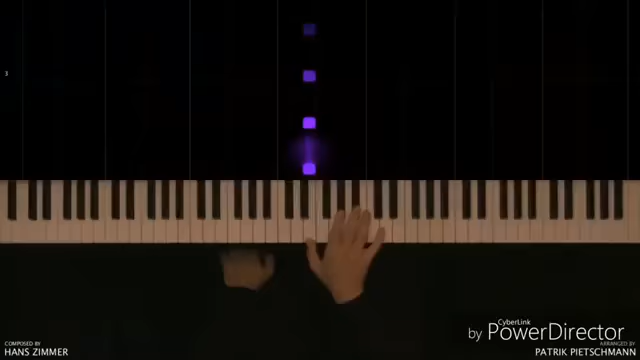 3
CyberLink
by PowerDirector
COMPOSED BY
HANS ZIMMER
ARRANGED BY
PATRIK PIETSCHMANN